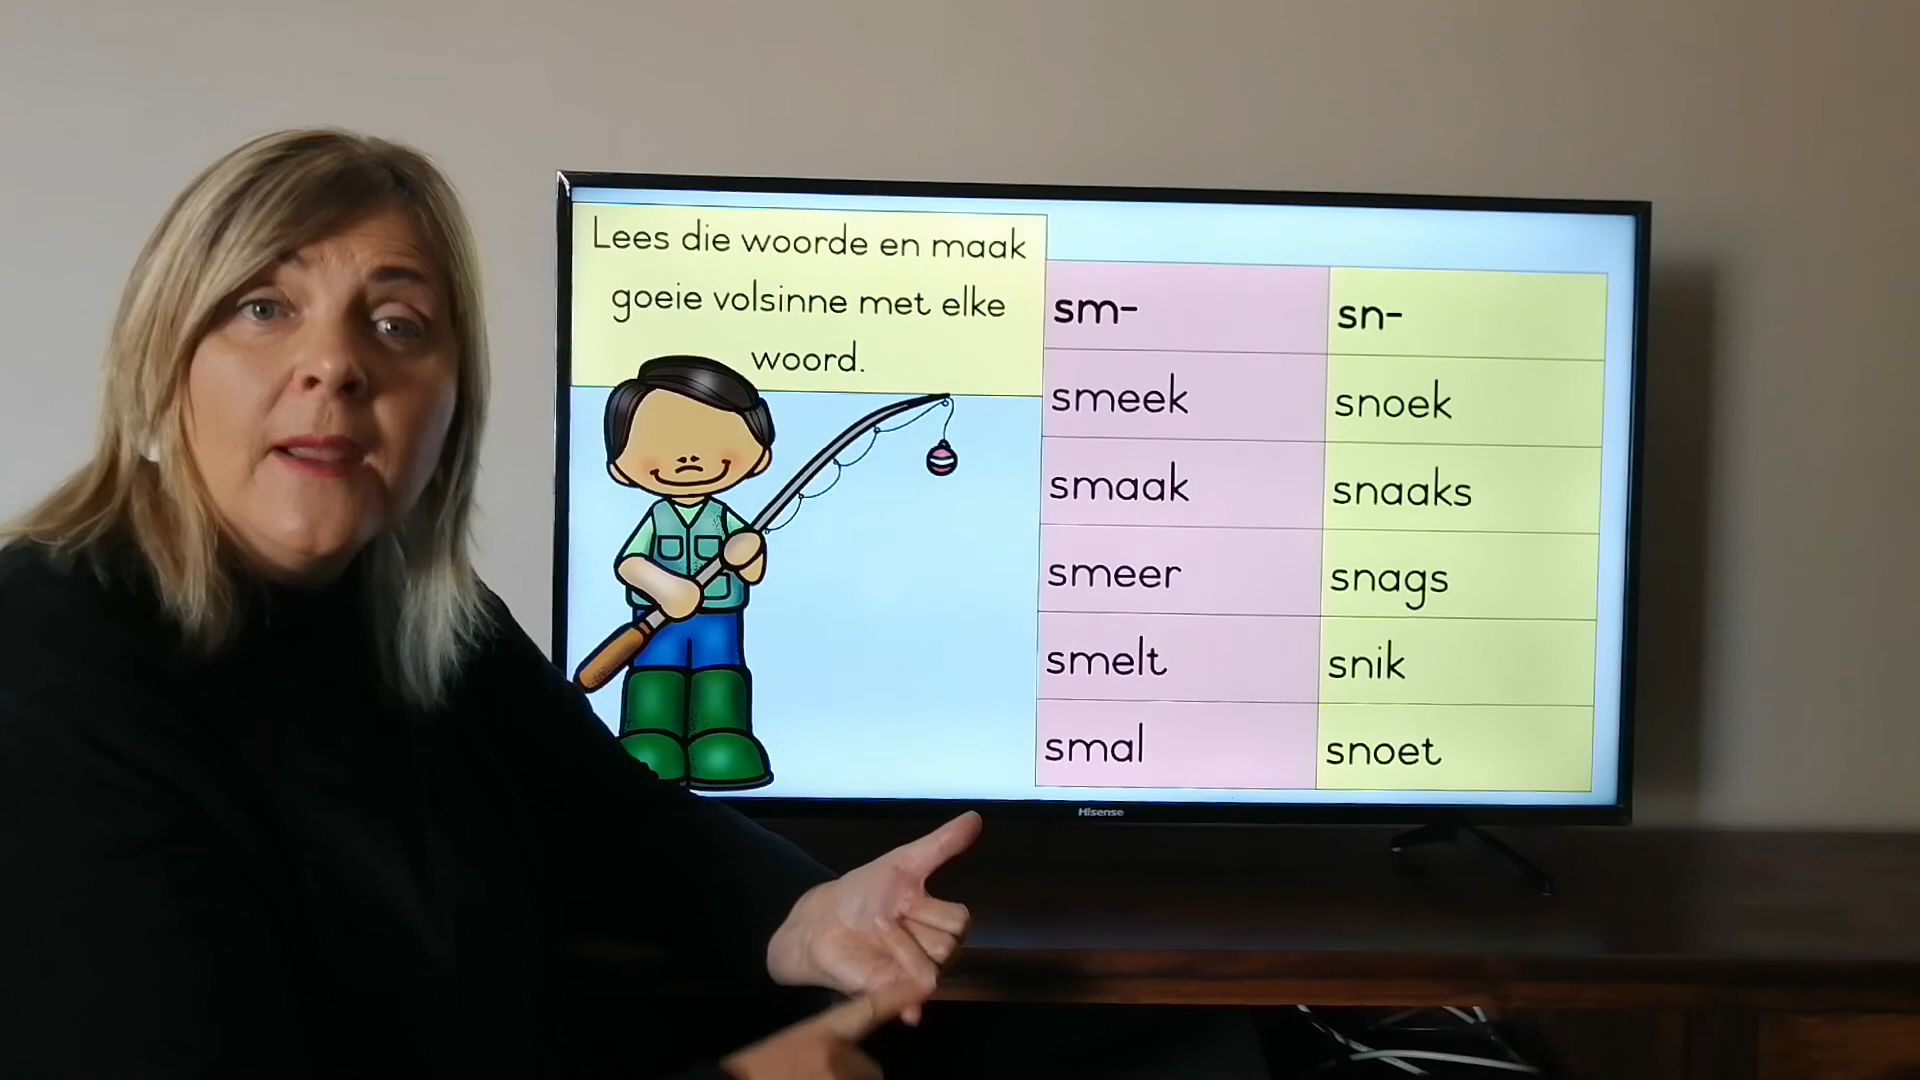 Lees die woorde en maak
goeie volsinne met elke
woord.
sm- sn-
smeek snoek
smaak snaaks
smeer snags
smelt snik
smal snoet
Hisense